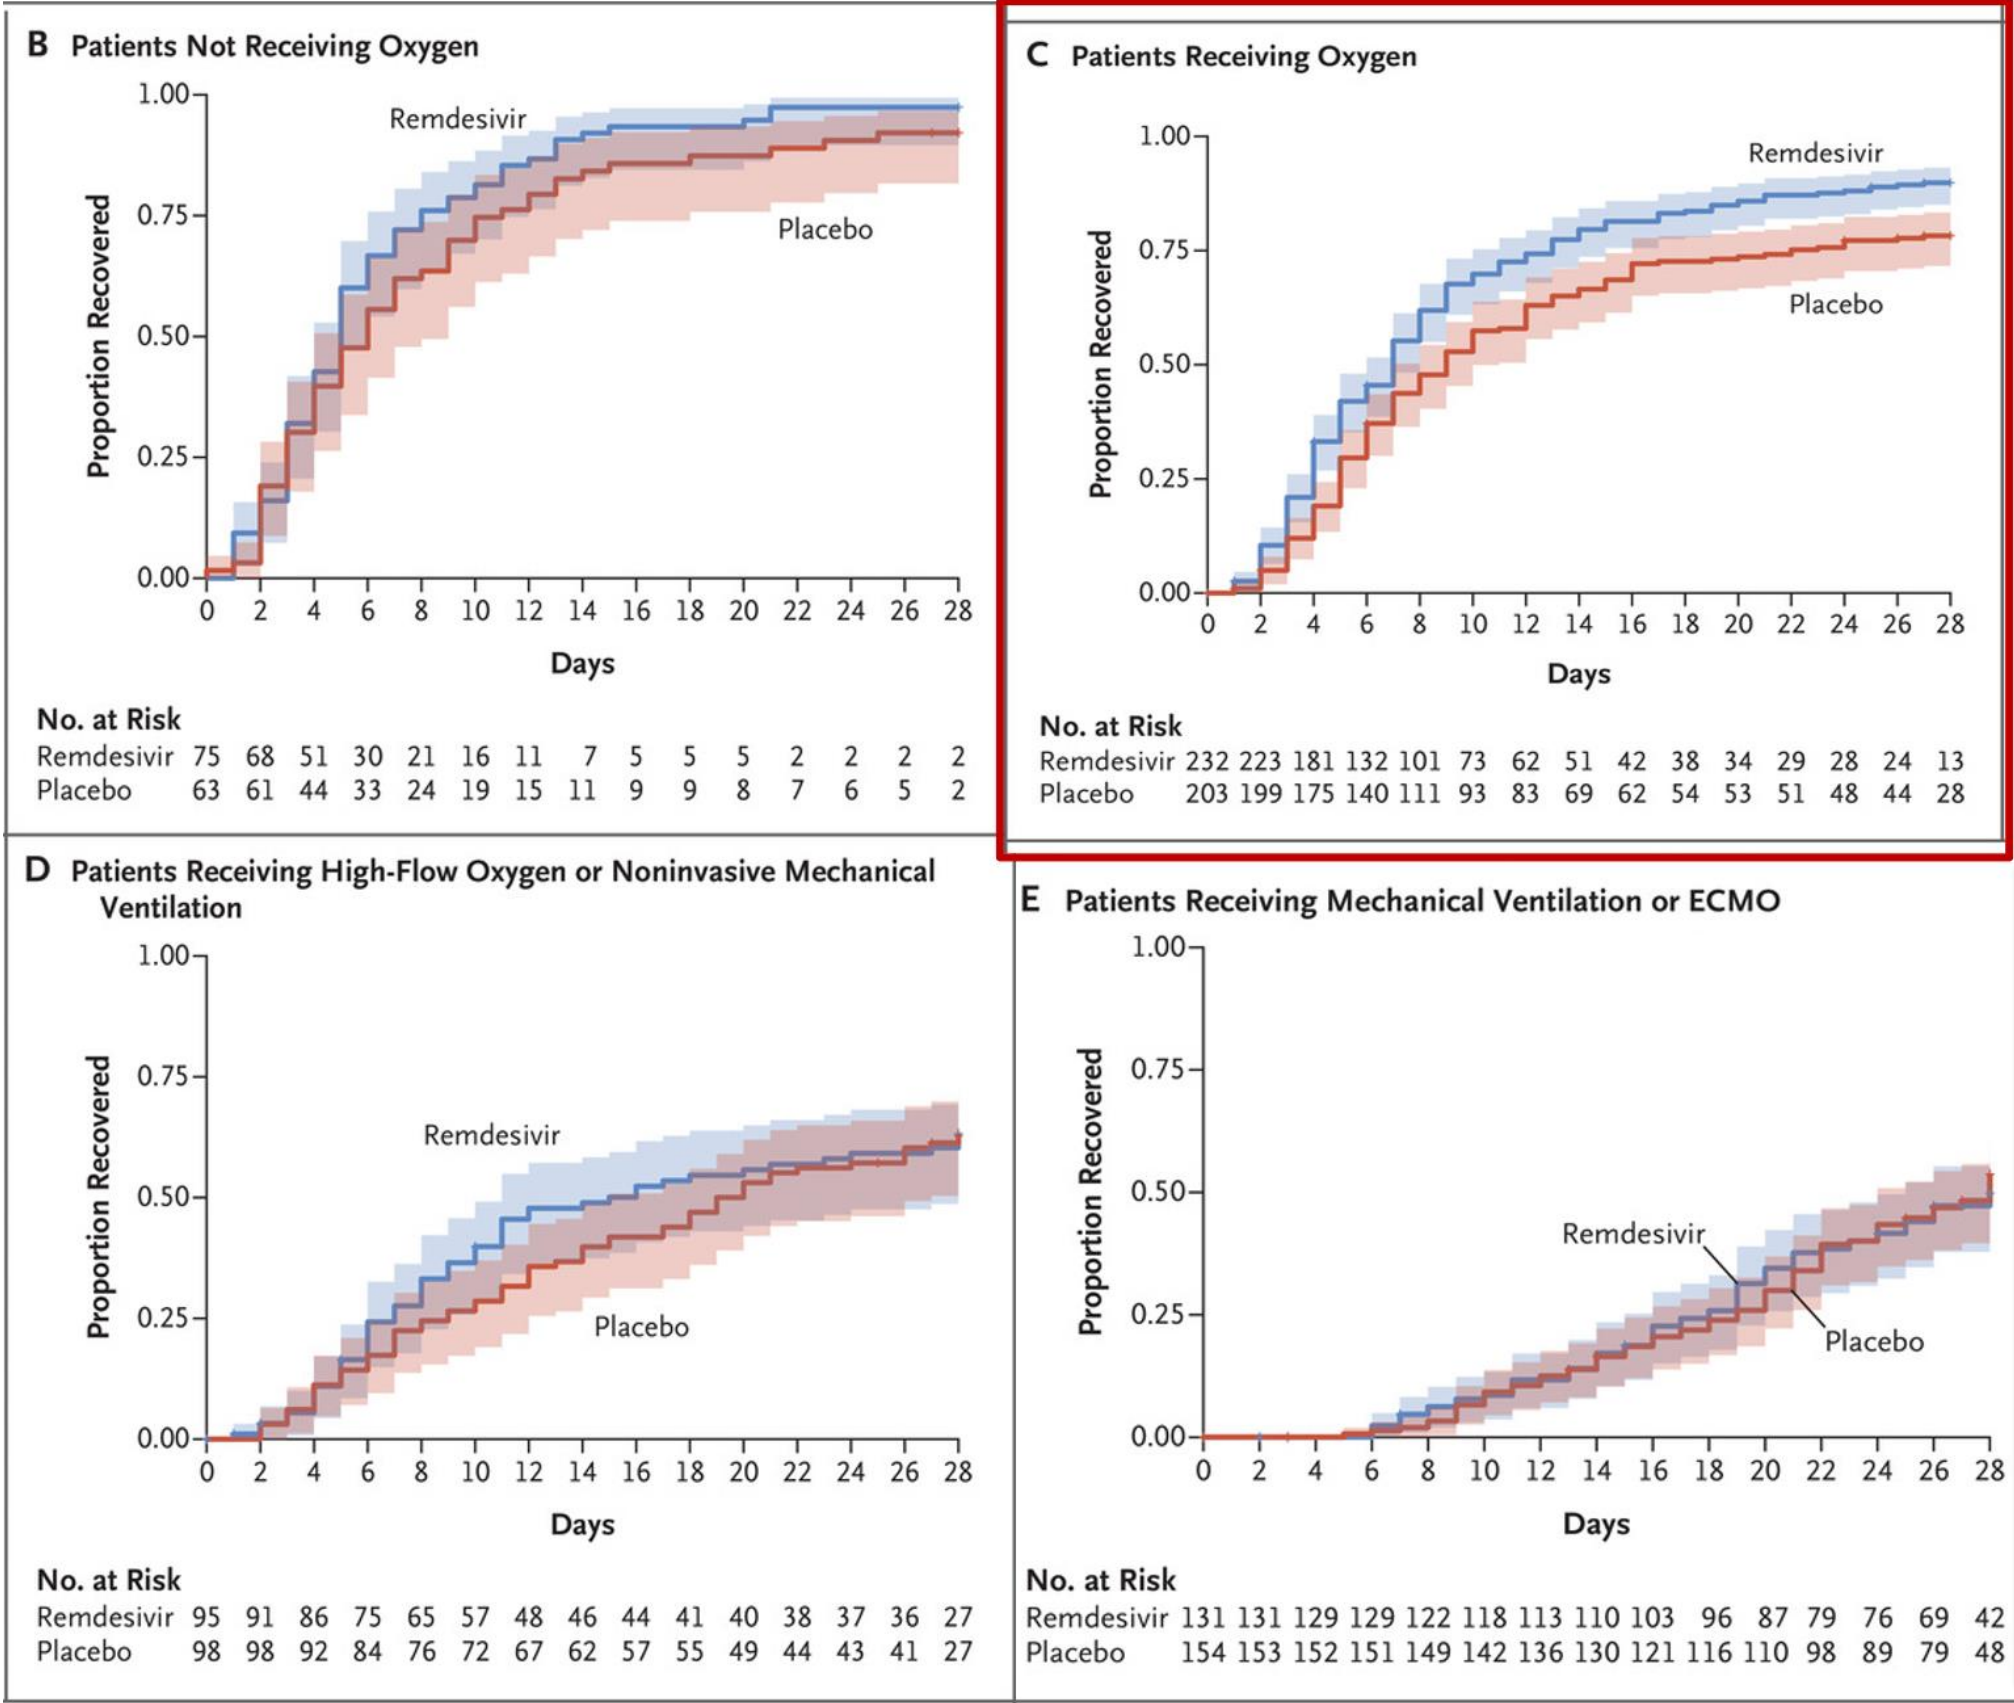 B Patients Not Receiving Oxygen
1.00
0.75
0.50
0.25
0.00
Proportion Recovered
Remdesivir
Placebo
0 2 4 6 8 10 12 14 16 18 20 22 24 26 28
Days
No. at Risk
Remdesivir 75 68 51 30 21 16 11 7 5 5 5 2 2 2 2
Placebo 63 61 44 33 24 19 15 11 9 9 8 7 6 5 2
C Patients Receiving Oxygen
1.00
0.75
0.50
0.25
0.00
Proportion Recovered
Remdesivir
Placebo
0 2 4 6 8 10 12 14 16 18 20 22 24 26 28
Days
No. at Risk
Remdesivir 232 223 181 132 101 73 62 51 42 38 34 29 28 24 13
Placebo 203 199 175 140 111 93 83 69 62 54 53 51 48 44 28
D Patients Receiving High-Flow Oxygen or Noninvasive Mechanical
Ventilation
1.00
0.75
0.50
0.25
0.00
Proportion Recovered
Remdesivir
Placebo
0 2 4 6 8 10 12 14 16 18 20 22 24 26 28
Days
No. at Risk
Remdesivir 95 91 86 75 65 57 48 46 44 41 40 38 37 36 27
Placebo 98 98 92 84 76 72 67 62 57 55 49 44 43 41 27
E Patients Receiving Mechanical Ventilation or ECMO
1.00
0.75
0.50
0.25
0.00
Proportion Recovered
Remdesivir
Placebo
0 2 4 6 8 10 12 14 16 18 20 22 24 26 28
Days
No. at Risk
Remdesivir 131 131 129 129 122 118 113 110 103 96 87 79 76 69 42
Placebo 154 153 152 151 149 142 136 130 121 116 110 98 89 79 48